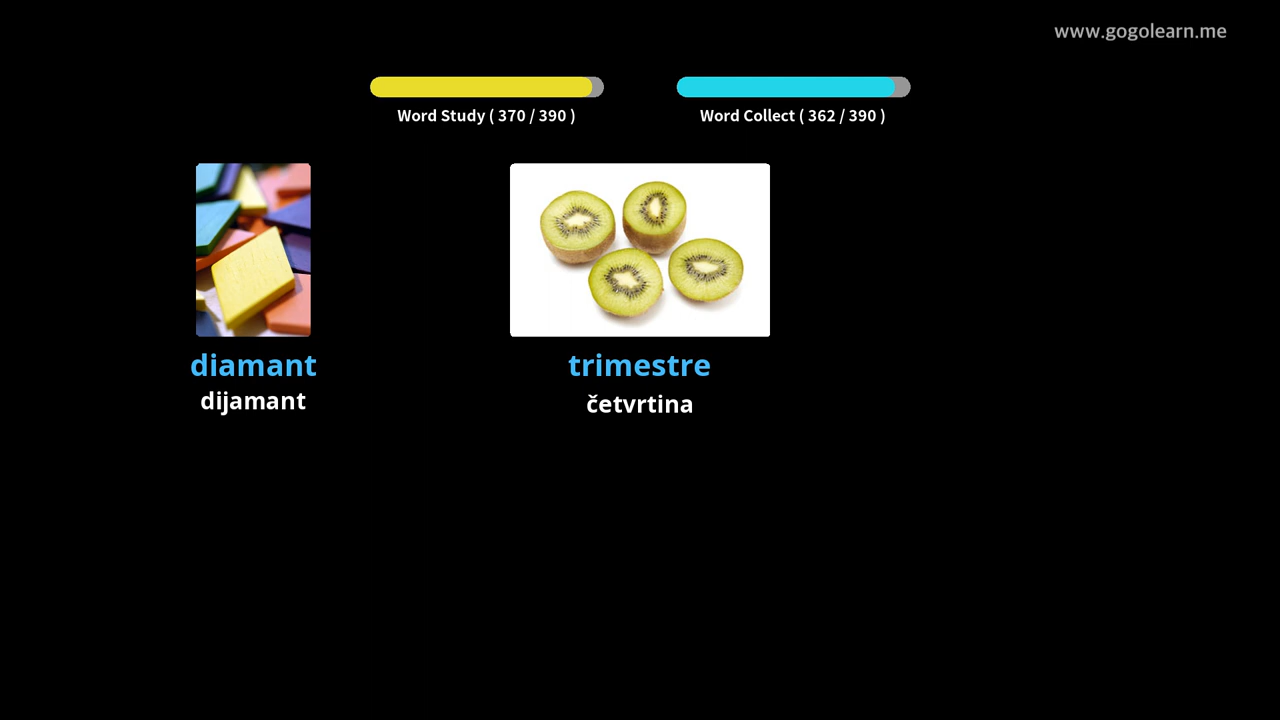 www.gogolearn.me
Word Study ( 370 / 390 )
Word Collect ( 362 / 390 )
diamant
dijamant
trimestre
četvrtina